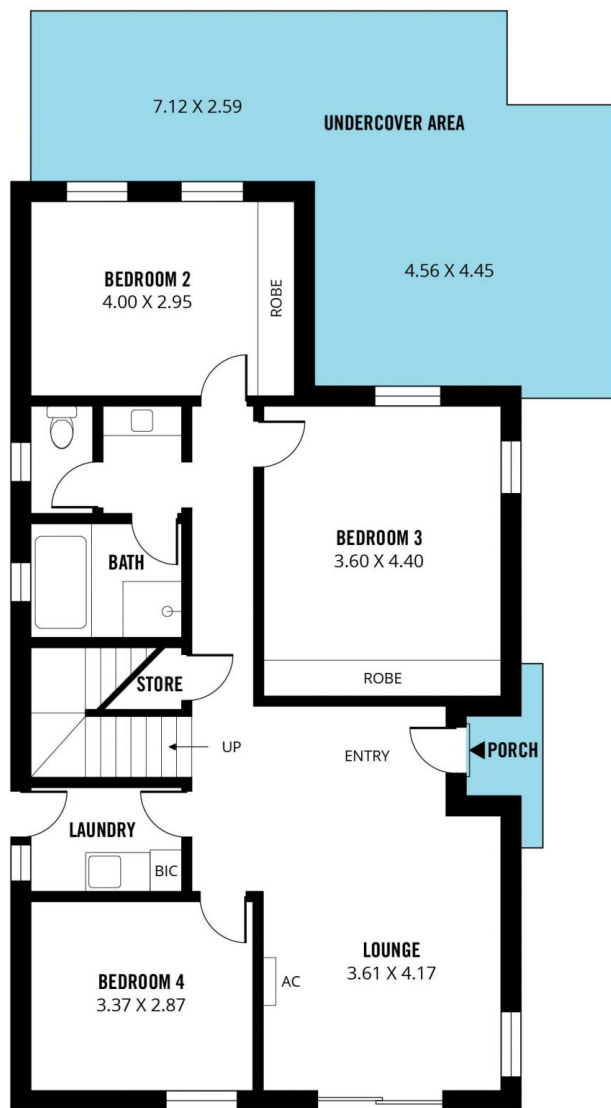 7.12 X 2.59
UNDERCOVER AREA
4.56 X 4.45
BEDROOM 2
4.00 X 2.95
ROBE
BEDROOM 3
3.60 X 4.40
BATH
ROBE
STORE
UP
ENTRY
PORCH
LAUNDRY
BIC
LOUNGE
3.61 X 4.17
AC
BEDROOM 4
3.37 X 2.87